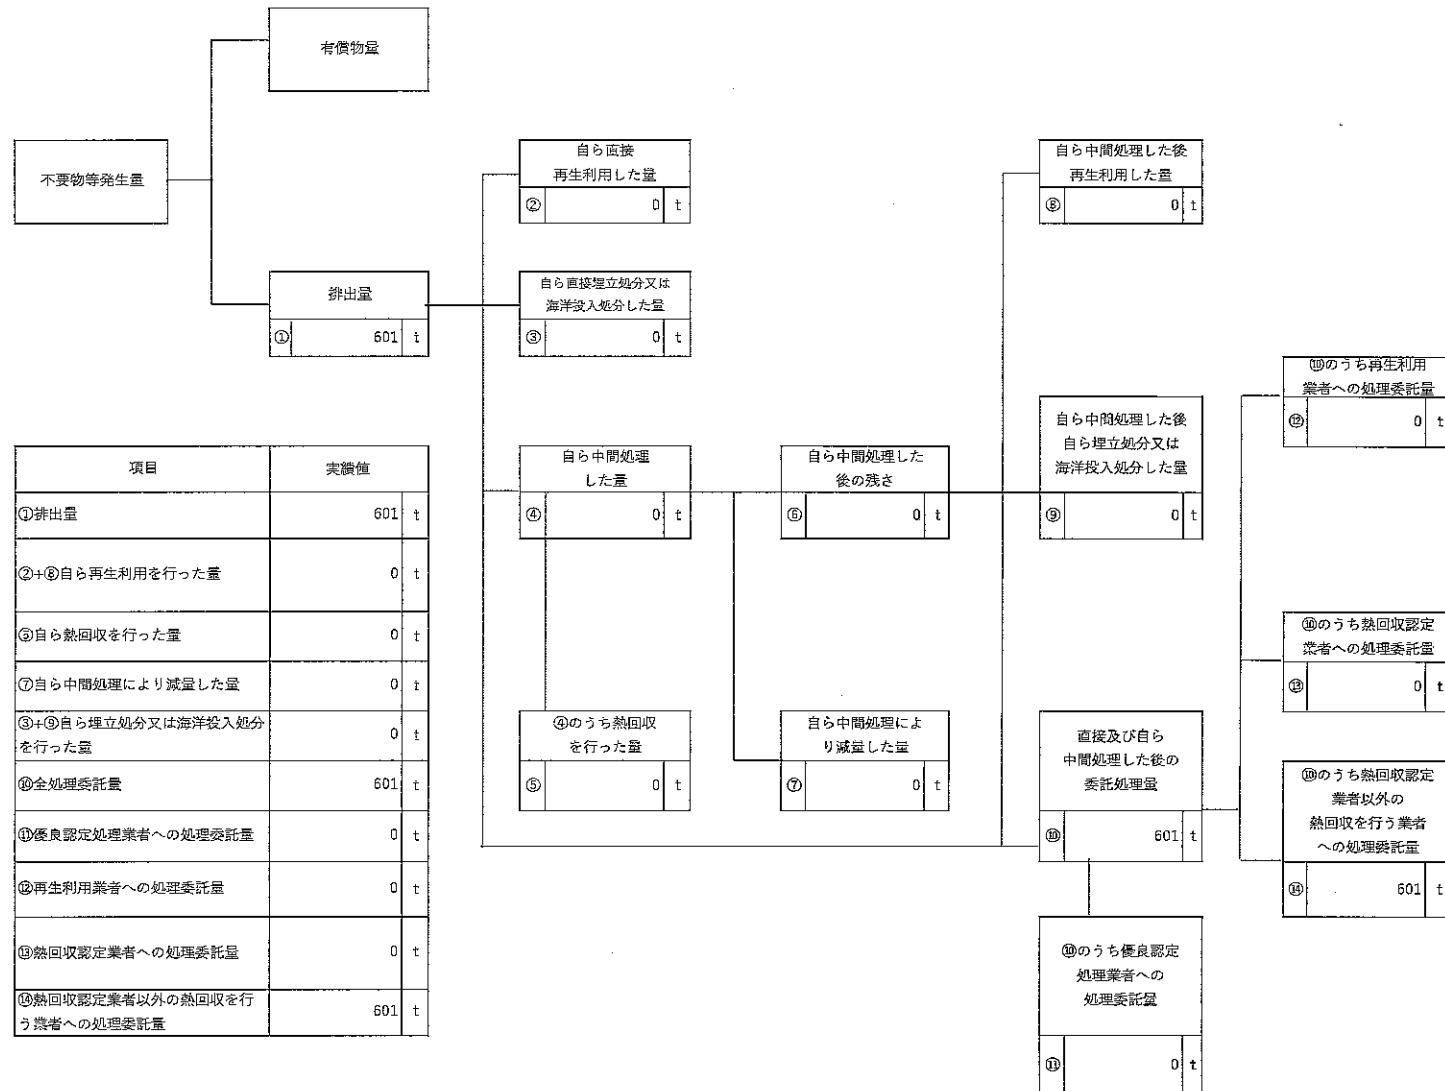 有償物量
不要物等発生量
排出量
① 601 t
自ら直接
再生利用した量
② 0 t
自ら直接埋立処分又は
海洋投入処分した量
③ 0 t
自ら中間処理
した量
④ 0 t
④のうち熱回収
を行った量
⑤ 0 t
自ら中間処理した
後の残さ
⑥ 0 t
自ら中間処理によ
り減量した量
⑦ 0 t
自ら中間処理した後
再生利用した量
⑧ 0 t
自ら中間処理した後
自ら埋立処分又は
海洋投入処分した量
⑨ 0 t
直接及び自ら
中間処理した後の
委託処理量
⑩ 601 t
⑩のうち優良認定
処理業者への
処理委託量
⑪ 0 t
⑩のうち再生利用
業者への処理委託量
⑫ 0 t
⑩のうち熱回収認定
業者への処理委託量
⑬ 0 t
⑩のうち熱回収認定
業者以外の
熱回収を行う業者
への処理委託量
⑭ 601 t
項目 実績値
①排出量 601 t
②+⑧自ら再生利用を行った量 0 t
⑤自ら熱回収を行った量 0 t
⑦自ら中間処理により減量した量 0 t
③+⑨自ら埋立処分又は海洋投入処分
を行った量 0 t
⑩全処理委託量 601 t
⑪優良認定処理業者への処理委託量 0 t
⑫再生利用業者への処理委託量 0 t
⑬熱回収認定業者への処理委託量 0 t
⑭熱回収認定業者以外の熱回収を行
う業者への処理委託量 601 t